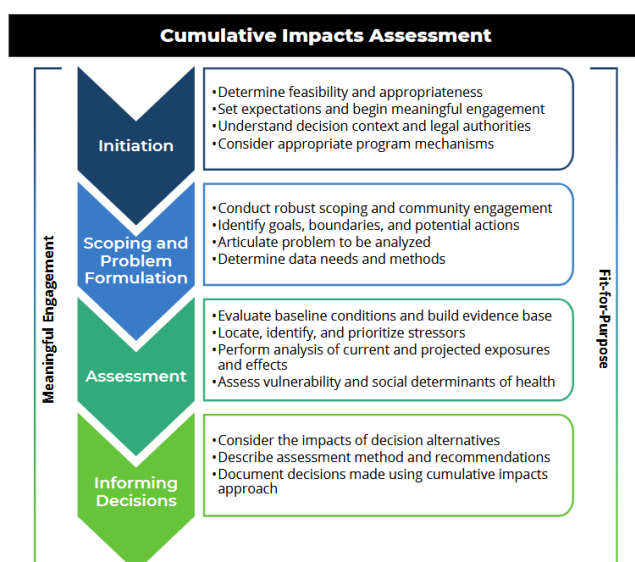 Cumulative Impacts Assessment
Meaningful Engagement
Initiation
•Determine feasibility and appropriateness
•Set expectations and begin meaningful engagement
•Understand decision context and legal authorities
•Consider appropriate program mechanisms
Scoping and
Problem
Formulation
•Conduct robust scoping and community engagement
•Identify goals, boundaries, and potential actions
•Articulate problem to be analyzed
•Determine data needs and methods
Assessment
•Evaluate baseline conditions and build evidence base
•Locate, identify, and prioritize stressors
•Perform analysis of current and projected exposures
and effects
•Assess vulnerability and social determinants of health
Informing
Decisions
•Consider the impacts of decision alternatives
•Describe assessment method and recommendations
•Document decisions made using cumulative impacts
approach
Fit-for-Purpose